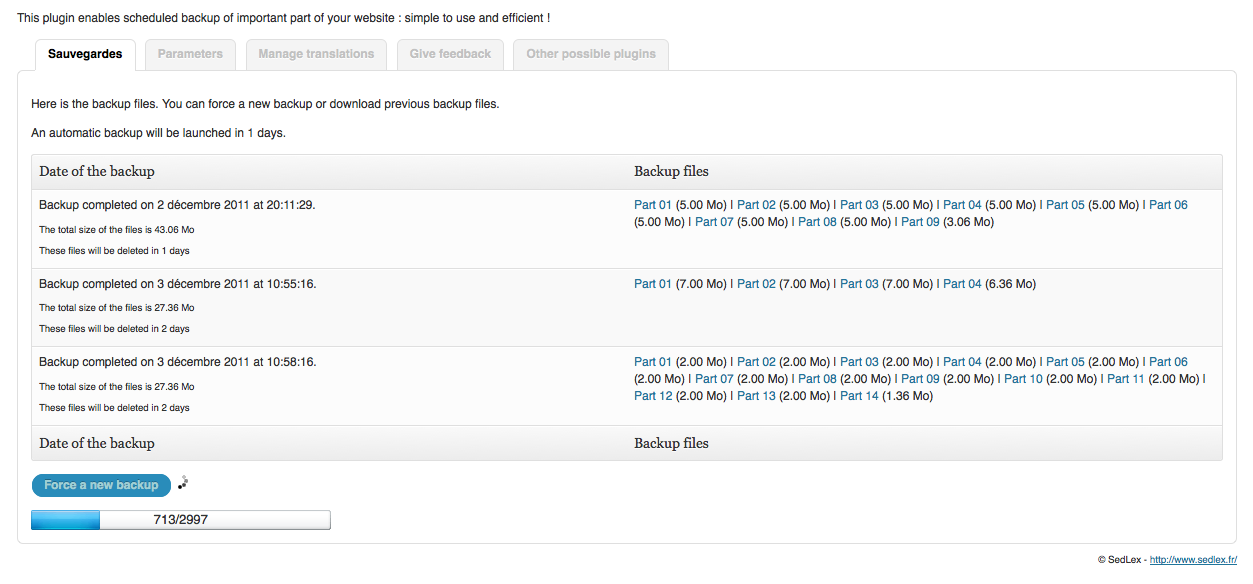 This plugin enables scheduled backup of important part of your website : simple to use and efficient !
Sauvegardes Parameters Manage translations Give feedback Other possible plugins
Here is the backup files. You can force a new backup or download previous backup files.
An automatic backup will be launched in 1 days.
Date of the backup Backup files
Backup completed on 2 décembre 2011 at 20:11:29.
The total size of the files is 43.06 Mo
These files will be deleted in 1 days
Part 01 (5.00 Mo) | Part 02 (5.00 Mo) | Part 03 (5.00 Mo) | Part 04 (5.00 Mo) | Part 05 (5.00 Mo) | Part 06
(5.00 Mo) | Part 07 (5.00 Mo) | Part 08 (5.00 Mo) | Part 09 (3.06 Mo)
Backup completed on 3 décembre 2011 at 10:55:16.
The total size of the files is 27.36 Mo
These files will be deleted in 2 days
Part 01 (7.00 Mo) | Part 02 (7.00 Mo) | Part 03 (7.00 Mo) | Part 04 (6.36 Mo)
Backup completed on 3 décembre 2011 at 10:58:16.
The total size of the files is 27.36 Mo
These files will be deleted in 2 days
Part 01 (2.00 Mo) | Part 02 (2.00 Mo) | Part 03 (2.00 Mo) | Part 04 (2.00 Mo) | Part 05 (2.00 Mo) | Part 06
(2.00 Mo) | Part 07 (2.00 Mo) | Part 08 (2.00 Mo) | Part 09 (2.00 Mo) | Part 10 (2.00 Mo) | Part 11 (2.00 Mo) |
Part 12 (2.00 Mo) | Part 13 (2.00 Mo) | Part 14 (1.36 Mo)
Date of the backup Backup files
Force a new backup
713/2997
© SedLex - http://www.sedlex.fr/